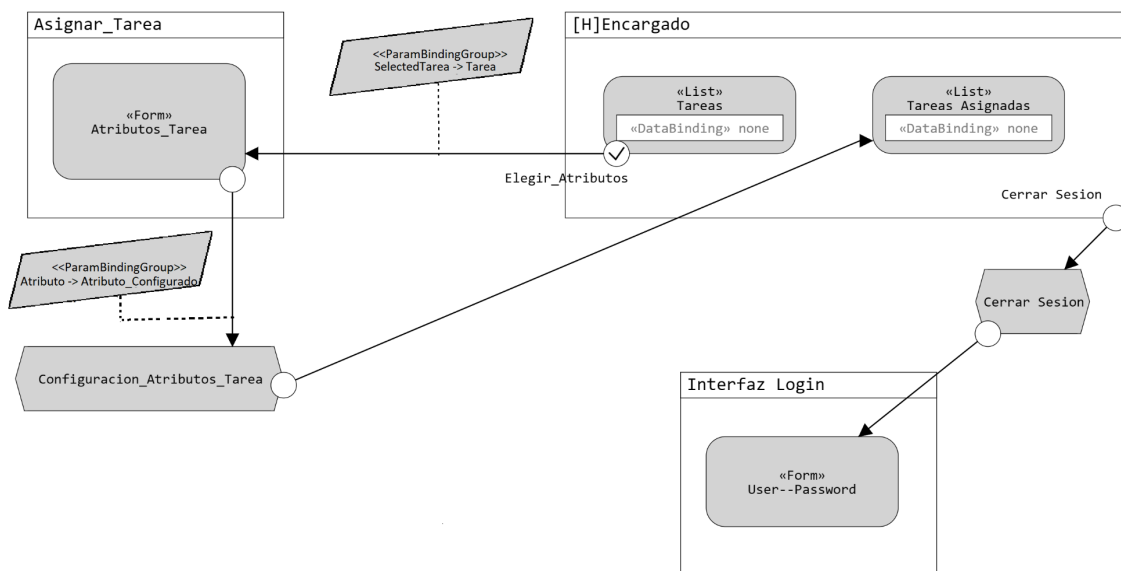 Asignar_Tarea
«Form»
Atributos_Tarea
<<ParamBindingGroup>>
SelectedTarea -> Tarea
[H]Encargado
«List»
Tareas
«DataBinding» none
«List»
Tareas Asignadas
«DataBinding» none
Elegir_Atributos
Cerrar Sesion
<<ParamBindingGroup>>
Atributo -> Atributo_Configurado
Cerrar Sesion
Configuracion_Atributos_Tarea
Interfaz Login
«Form»
User--Password